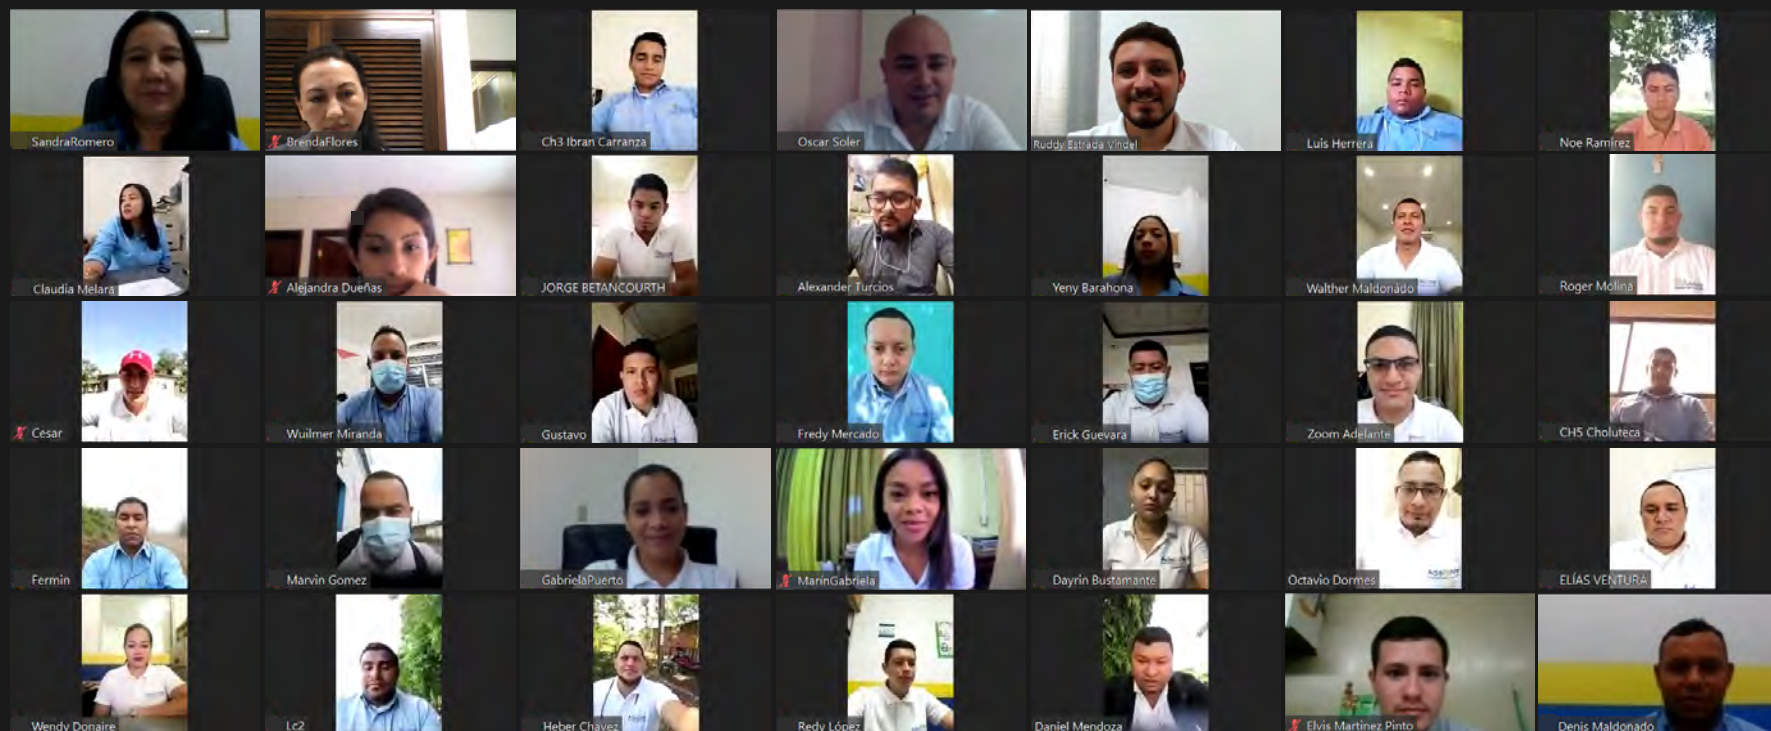 SandraRomero
BrendaFlores
Ch3 Ibran Carranza
Oscar Soler
Ruddy Estrada Vindel
Luis Herrera
Noe Ramirez
Claudia Melara
Alejandra Dueñas
JORGE BETANCOURTH
Alexander Turcios
Yeny Barahona
Walther Maldonado
Roger Molina
Cesar
Wuilmer Miranda
Gustavo
Fredy Mercado
Erick Guevara
Zoom Adelante
CH5 Choluteca
Fermin
Marvin Gomez
GabrielaPuerto
MarínGabriela
Dayrin Bustamante
Octavio Dormes
ELÍAS VENTURA
Wendy Donaire
Lc2
Heber Chavez
Redy López
Daniel Mendoza
Elvis Martinez Pinto
Denis Maldonado